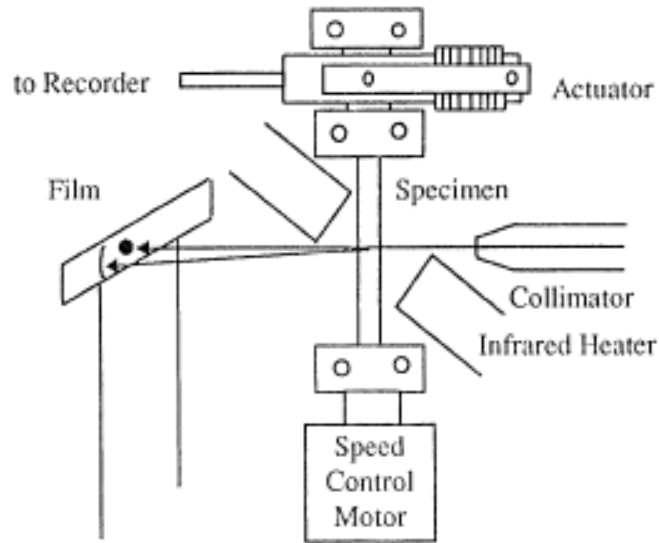 to Recorder
Actuator
Film
Specimen
Collimator
Infrared Heater
Speed
Control
Motor